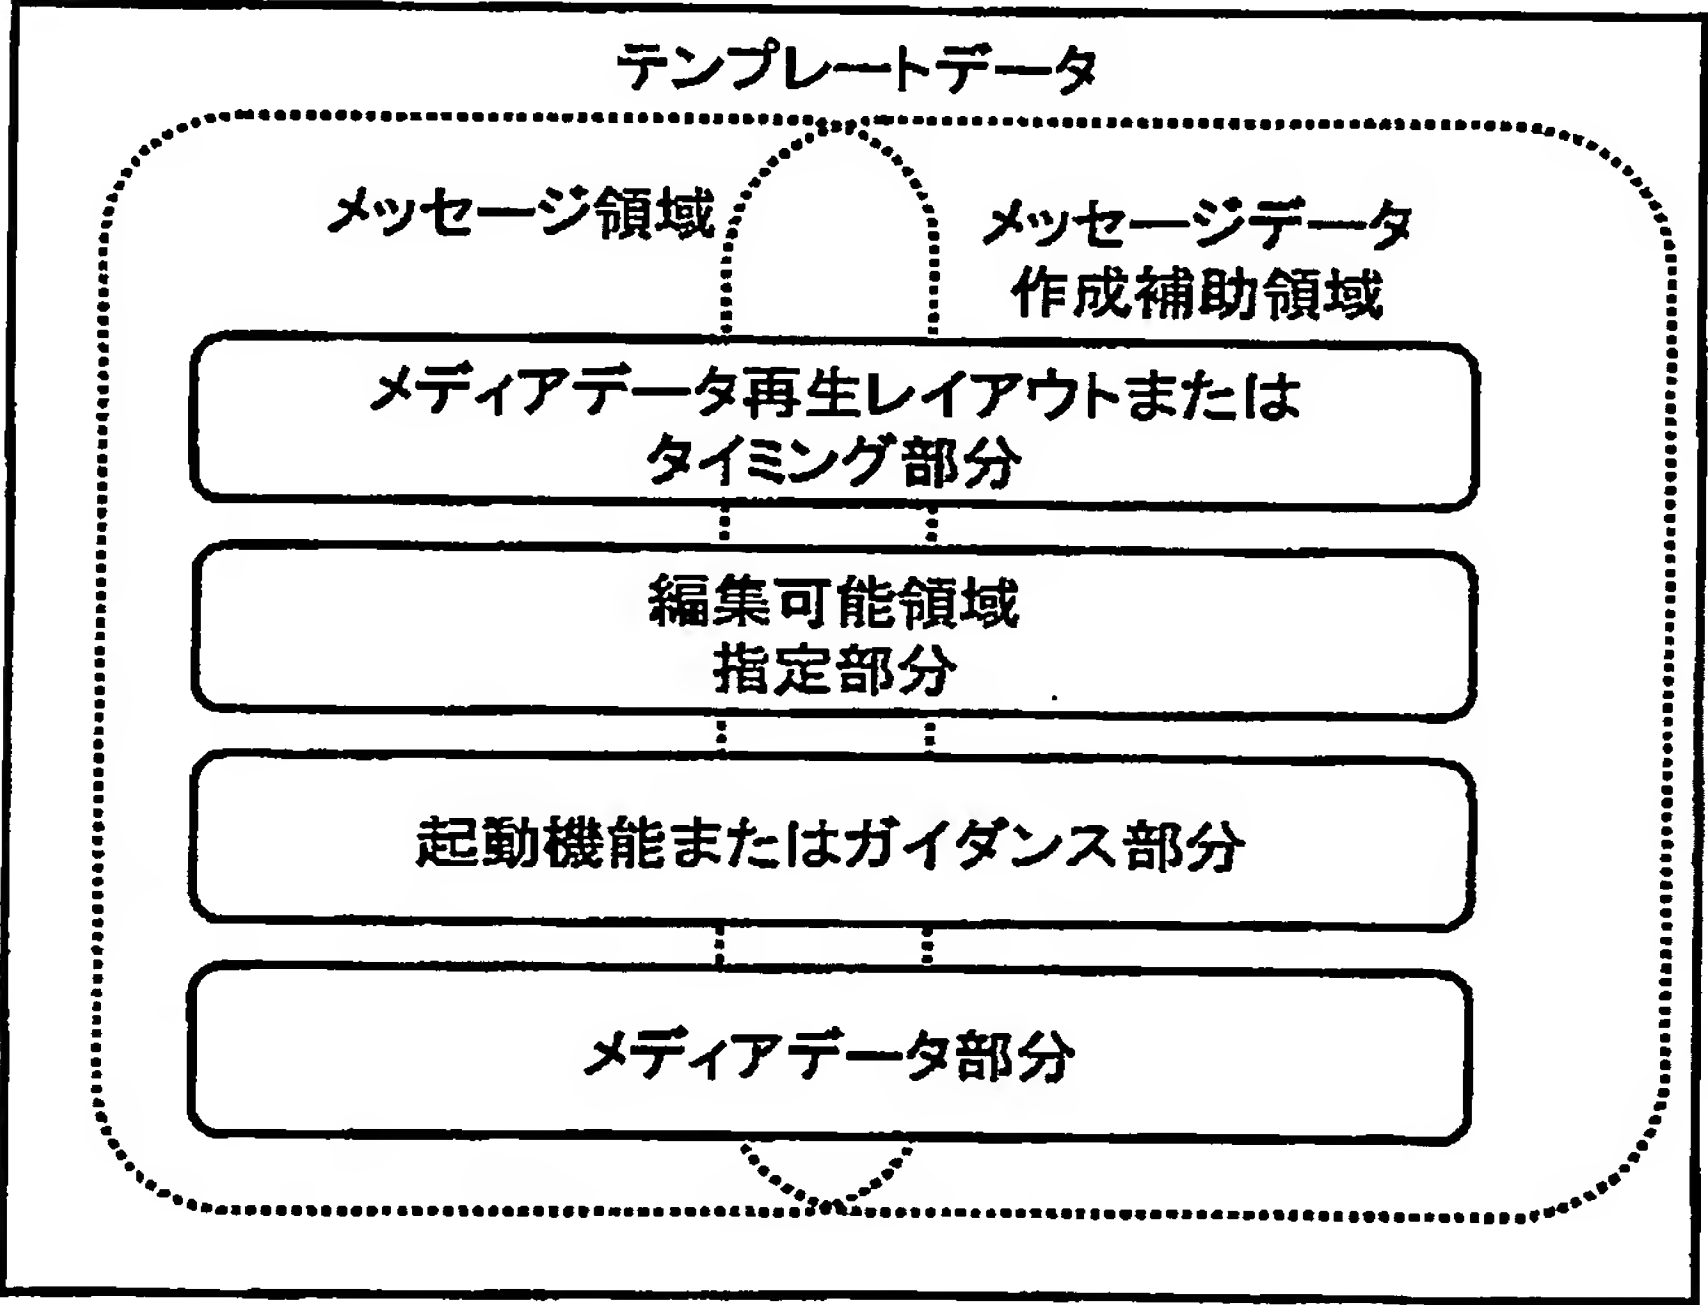 テンプレートデータ
メッセージ領域
メッセージデータ
作成補助領域
メディアデータ再生レイアウトまたは
タイミング部分
編集可能領域
指定部分
起動機能またはガイダンス部分
メディアデータ部分